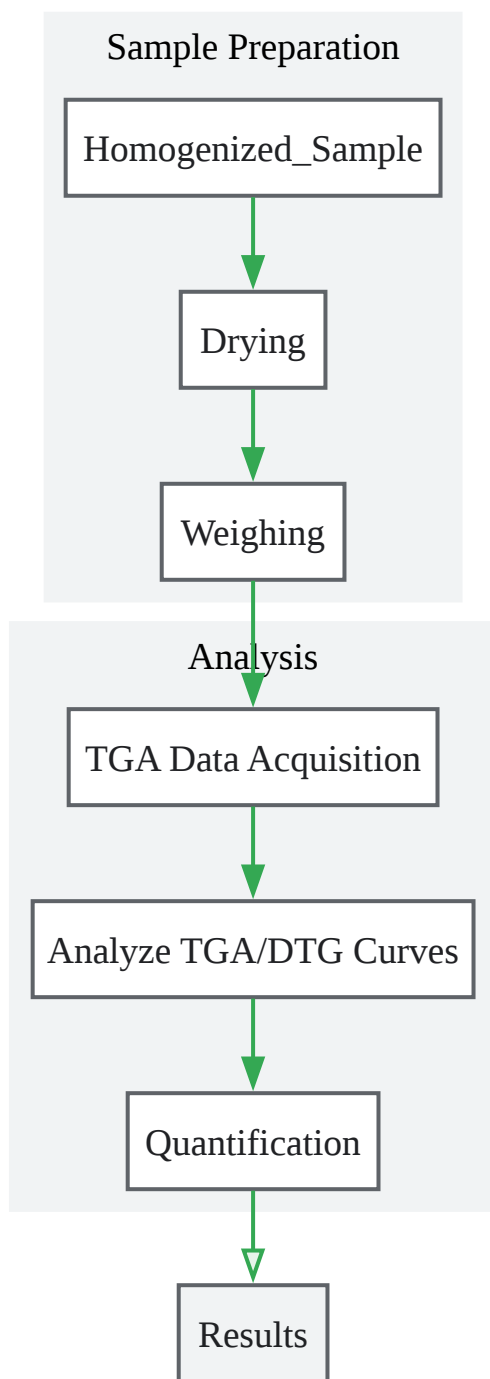 Sample Preparation
Homogenized_Sample
Drying
Weighing
Analysis
TGA Data Acquisition
Analyze TGA/DTG Curves
Quantification
Results